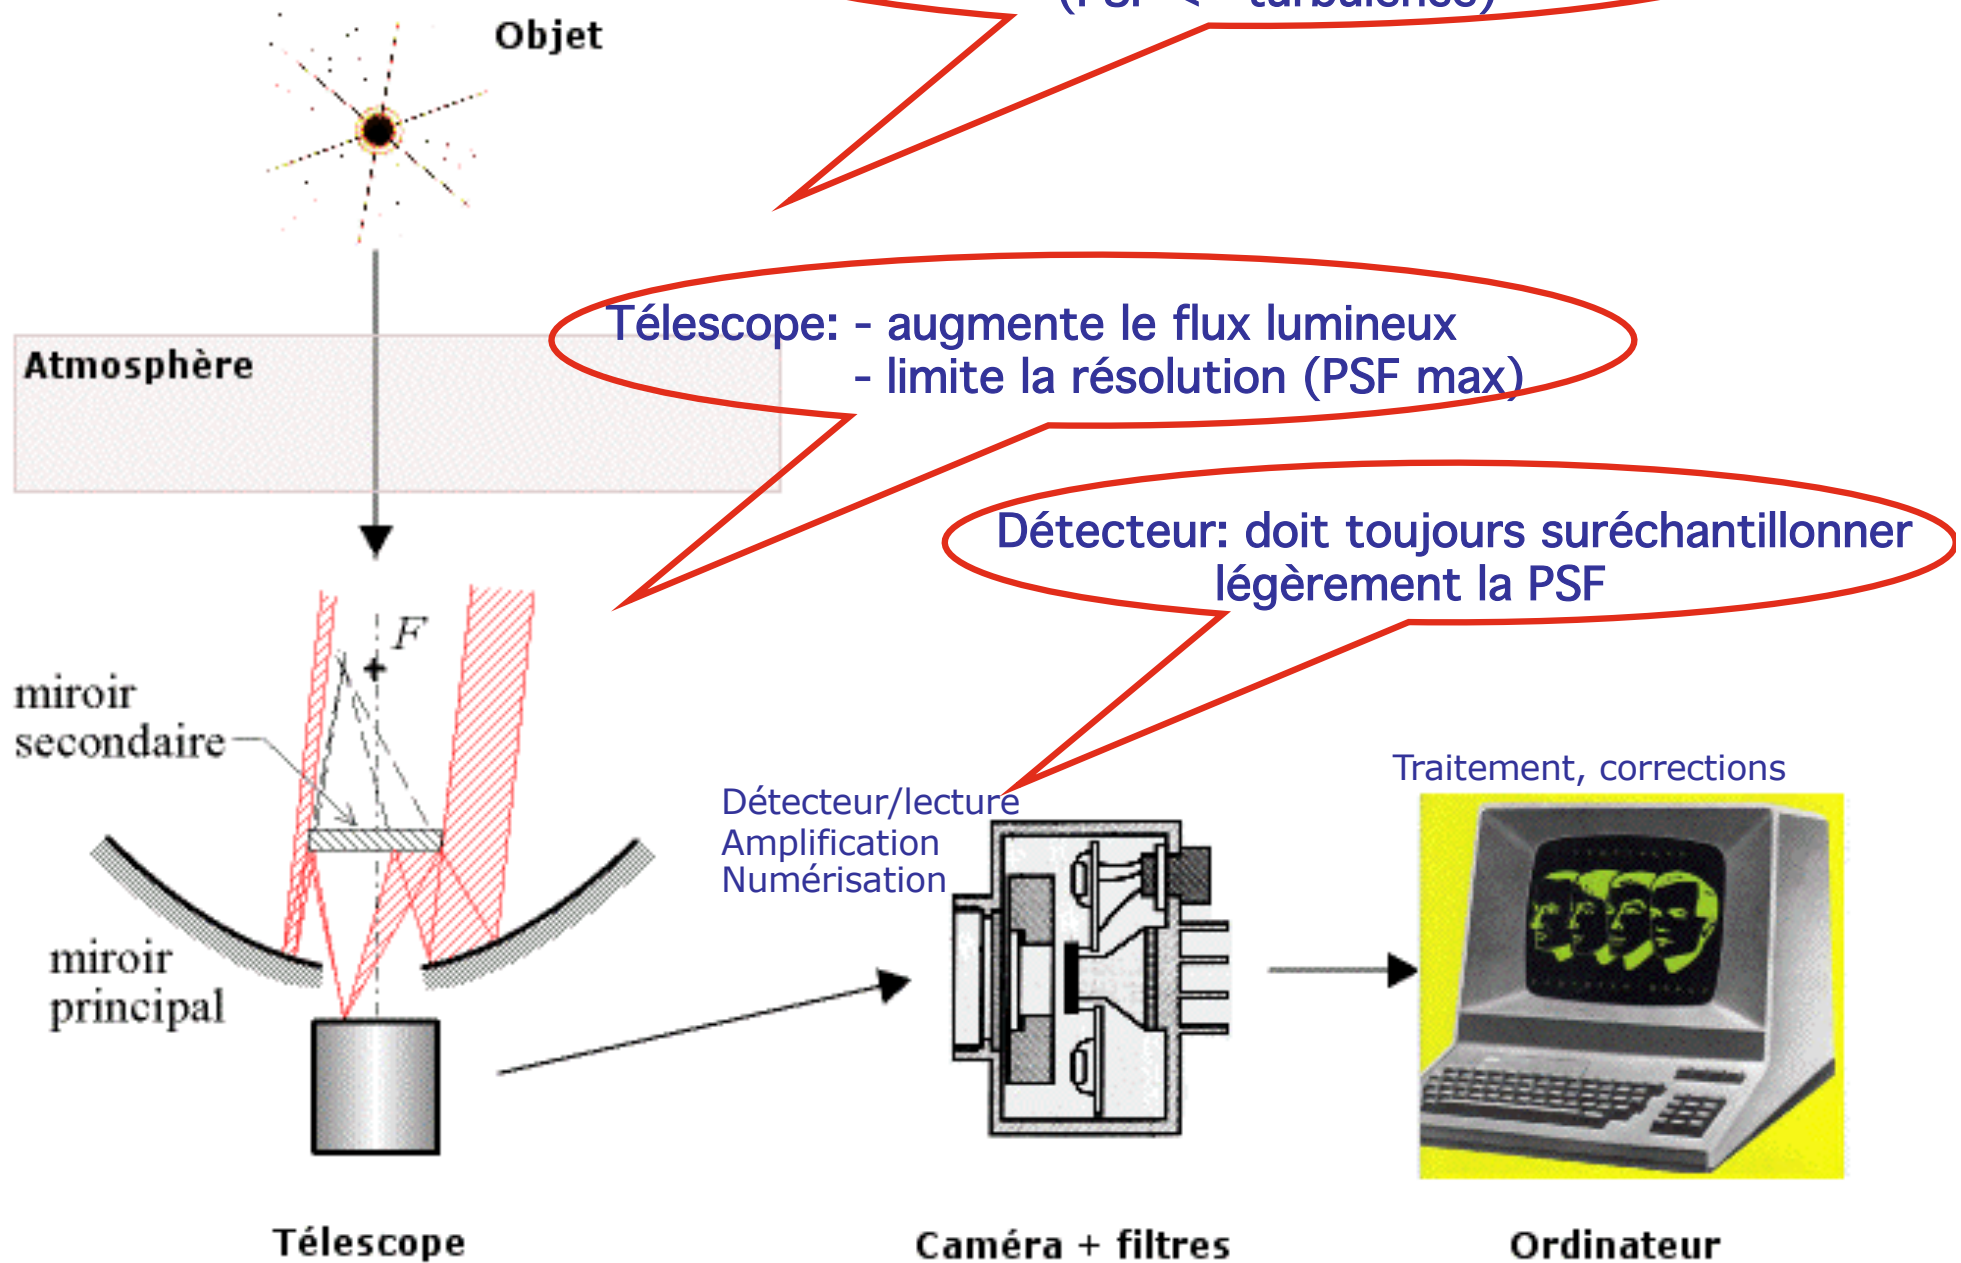 turbulence)
Objet
Télescope: - augmente le flux lumineux
- limite la résolution (PSF max)
Atmosphère
Détecteur: doit toujours suréchantillonner
légèrement la PSF
F
miroir
secondaire
Traitement, corrections
Détecteur/lecture
Amplification
Numérisation
miroir
principal
Télescope
Caméra + filtres
Ordinateur